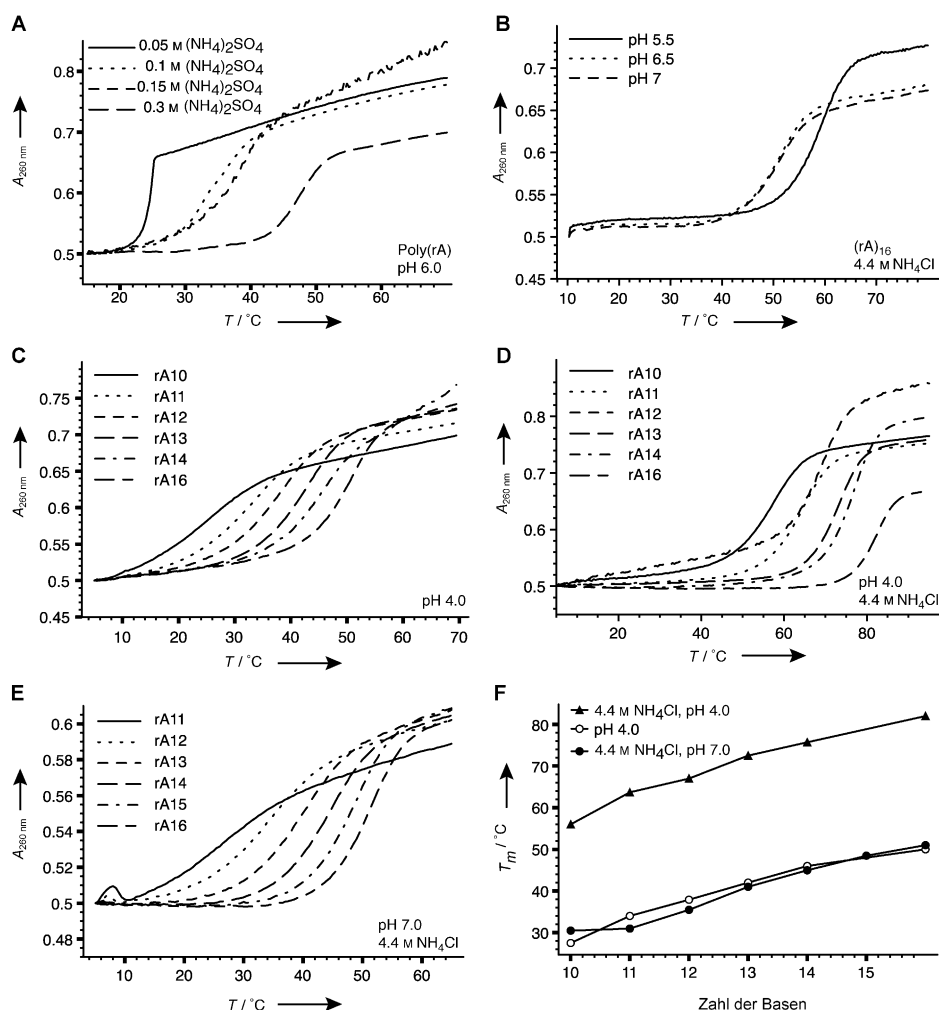 A
0.05 M (NH4)2SO4
0.1 M (NH4)2SO4
0.15 M (NH4)2SO4
0.3 M (NH4)2SO4
0.8
0.7
0.6
0.5
A260 nm
Poly(rA)
pH 6.0
20 30 40 50 60
T / °C
B
pH 5.5
pH 6.5
pH 7
0.7
0.65
0.58
0.5
0.45
A260 nm
(rA)16
4.4 M NH4Cl
10 20 30 40 50 60 70
T / °C
C
rA10
rA11
rA12
rA13
rA14
rA16
0.75
0.7
0.65
0.6
0.5
0.45
A260 nm
pH 4.0
10 20 30 40 50 60 70
T / °C
D
rA10
rA11
rA12
rA13
rA14
rA16
0.8
0.7
0.6
0.5
A260 nm
pH 4.0
4.4 M NH4Cl
20 40 60 80
T / °C
E
rA11
rA12
rA13
rA14
rA15
rA16
0.6
0.56
0.54
0.52
0.5
0.48
A260 nm
pH 7.0
4.4 M NH4Cl
10 20 30 40 50 60
T / °C
F
4.4 M NH4Cl, pH 4.0
pH 4.0
4.4 M NH4Cl, pH 7.0
80
70
60
50
40
30
Tm / °C
10 11 12 13 14 15
Zahl der Basen